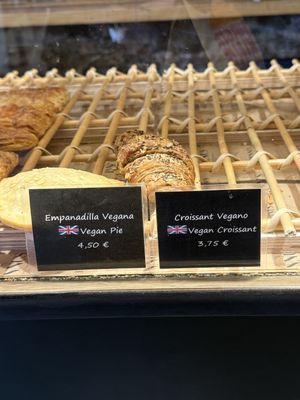 Empanadilla Vegana
Vegan Pie
4,50 €
Croissant Vegano
Vegan Croissant
3,75 €